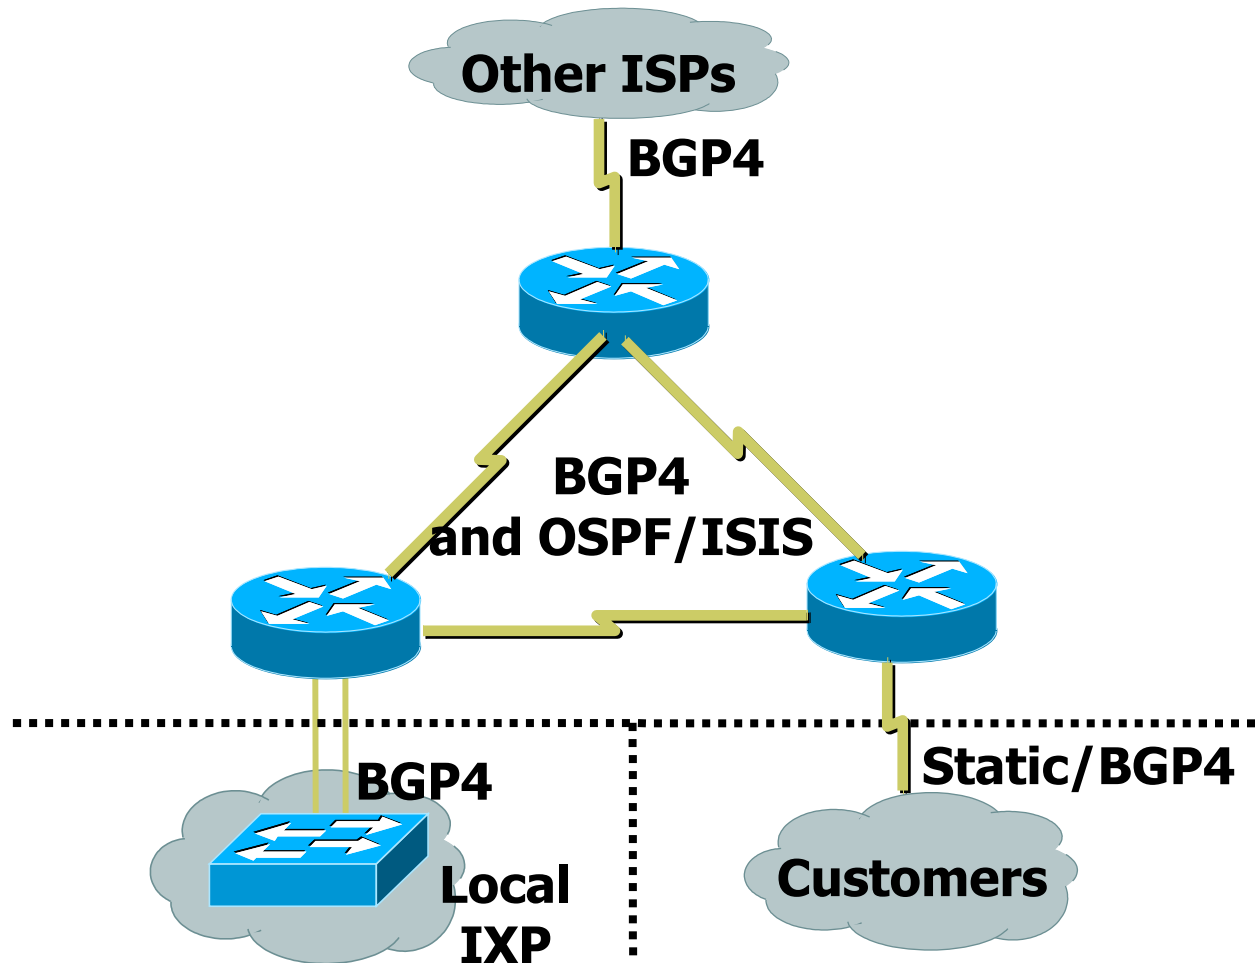 Other ISPs
BGP4
BGP4
and OSPF/ISIS
Static/BGP4
BGP4
Customers
Local
IXP